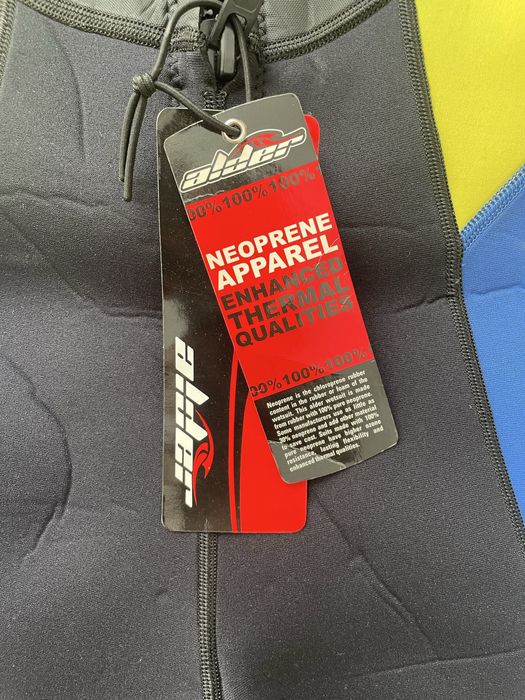 alder
00%100%100%
NEOPRENE
APPAREL
ENHANCED
THERMAL
QUALITIES
00%100%100%
Neoprene is the chloroprene rubber
content in the rubber or foam of the
wetsuit. This alder wetsuit is made
from rubber with 100% pure neoprene.
Some manufacturers use as little as
30% neoprene and add other material
to save cost. Suits made with 100%
pure neoprene have higher ozone
resistance, lasting flexibility and
enhanced thermal qualities.
alder